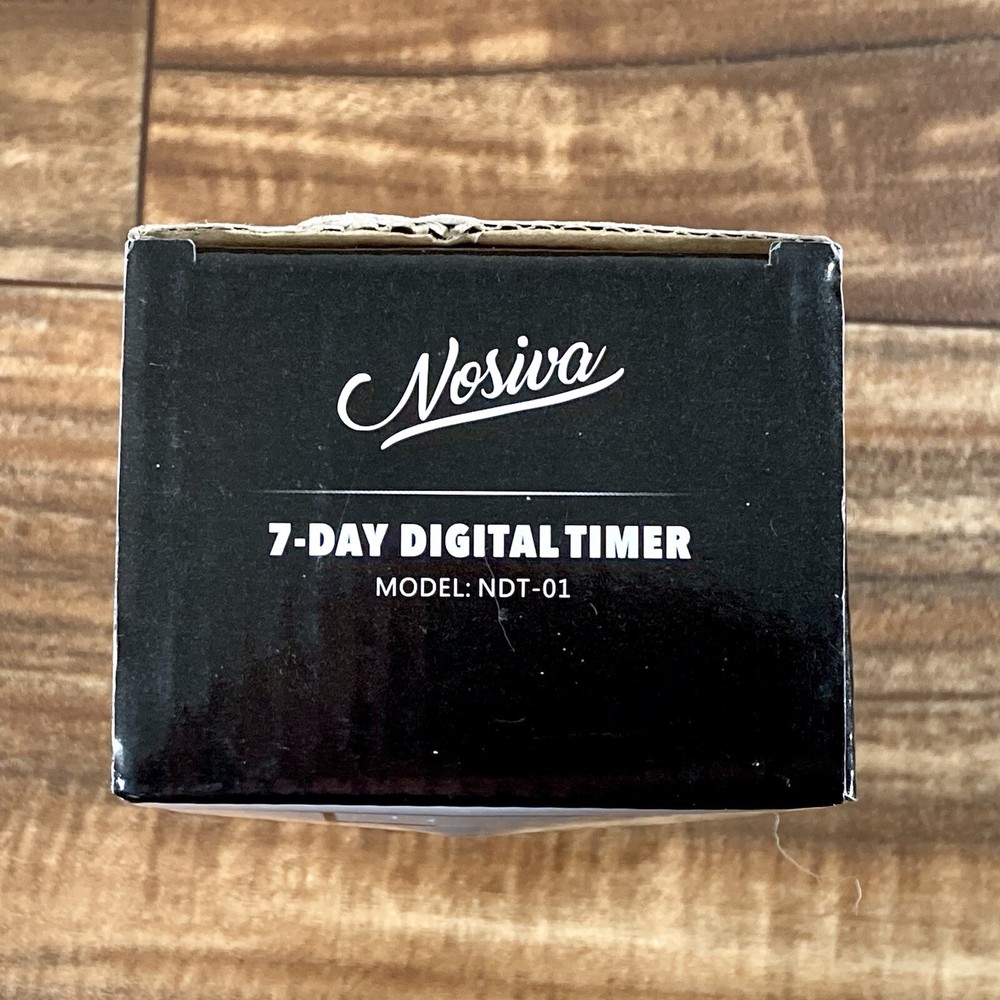 Nosiva
7-DAY DIGITAL TIMER
MODEL: NDT-01